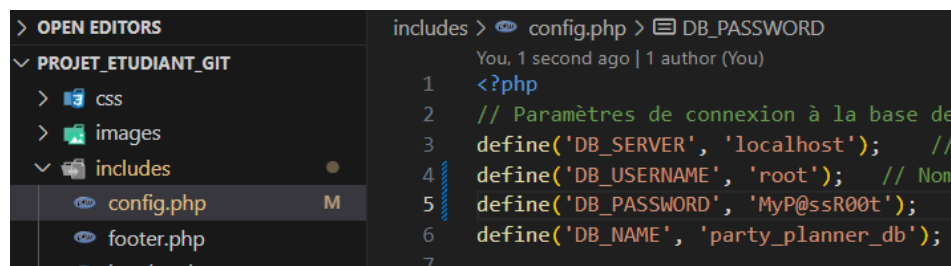 OPEN EDITORS
PROJET_ETUDIANT_GIT
css
images
includes
config.php M
footer.php
includes > config.php > DB_PASSWORD
You, 1 second ago | 1 author (You)
1 <?php
2 // Paramètres de connexion à la base de
3 define('DB_SERVER', 'localhost'); //
4 define('DB_USERNAME', 'root'); // Nom
5 define('DB_PASSWORD', 'MyP@ssR00t');
6 define('DB_NAME', 'party_planner_db');
7